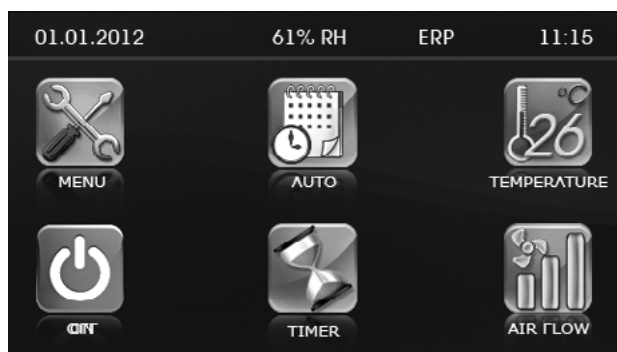 01.01.2012 61% RH ERP 11:15
°C
26
MENU AUTO TEMPERATURE
TIMER AIR FLOW